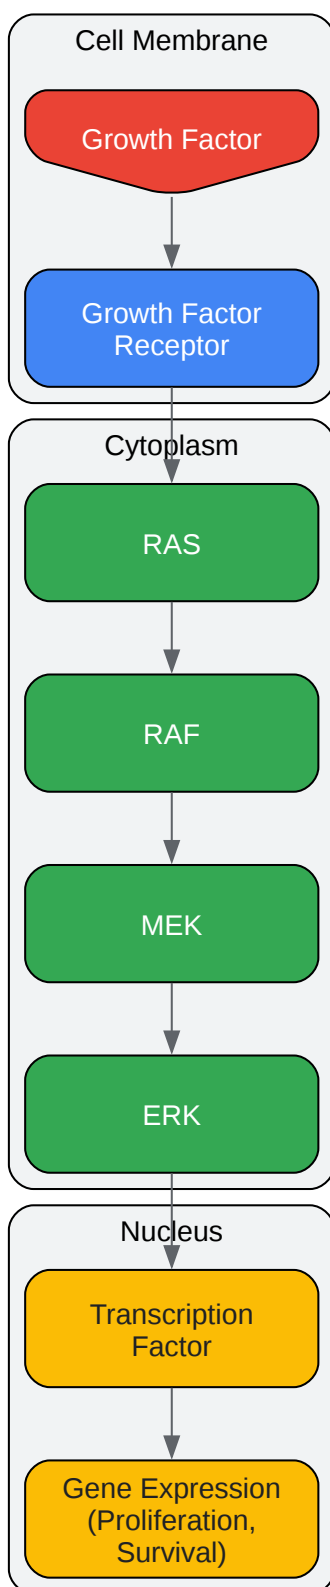 Cell Membrane
Growth Factor
Growth Factor
Receptor
Cytoplasm
RAS
RAF
MEK
ERK
Nucleus
Transcription
Factor
Gene Expression
(Proliferation,
Survival)